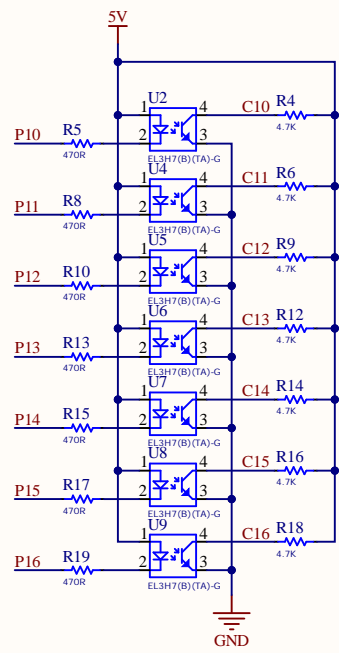 5V
U2
1 4 C10 R4
P10 R5 2 3 4.7K
470R EL3H7(B)(TA)-G
U4
1 4 C11 R6
P11 R8 2 3 4.7K
470R EL3H7(B)(TA)-G
U5
1 4 C12 R9
P12 R10 2 3 4.7K
470R EL3H7(B)(TA)-G
U6
1 4 C13 R12
P13 R13 2 3 4.7K
470R EL3H7(B)(TA)-G
U7
1 4 C14 R14
P14 R15 2 3 4.7K
470R EL3H7(B)(TA)-G
U8
1 4 C15 R16
P15 R17 2 3 4.7K
470R EL3H7(B)(TA)-G
U9
1 4 C16 R18
P16 R19 2 3 4.7K
470R EL3H7(B)(TA)-G
GND